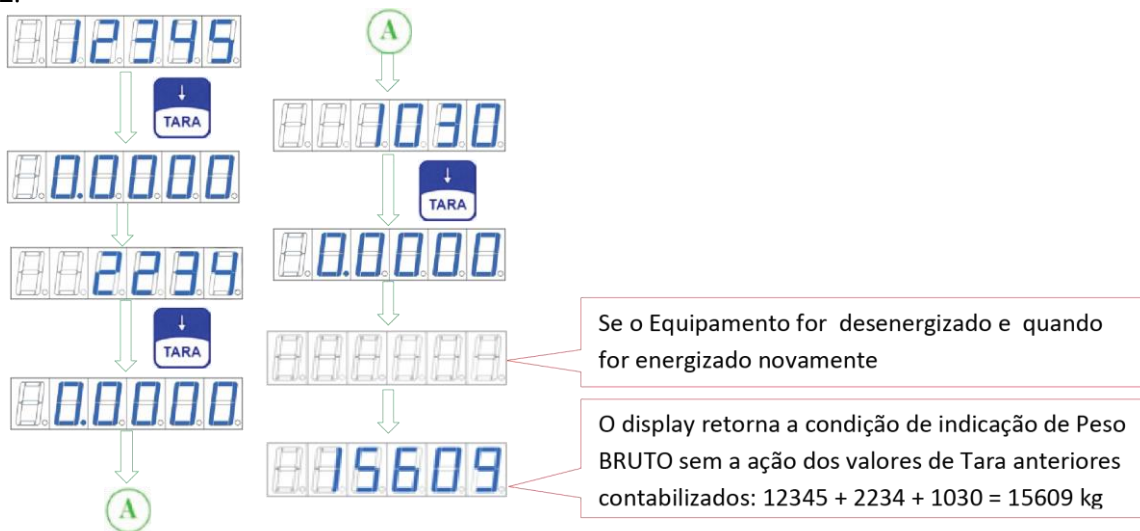 2.
12345
TARA
0.0000
2234
TARA
0.0000
A
A
1030
TARA
0.0000
15609
Se o Equipamento for desenergizado e quando
for energizado novamente
O display retorna a condição de indicação de Peso
BRUTO sem a ação dos valores de Tara anteriores
contabilizados: 12345 + 2234 + 1030 = 15609 kg